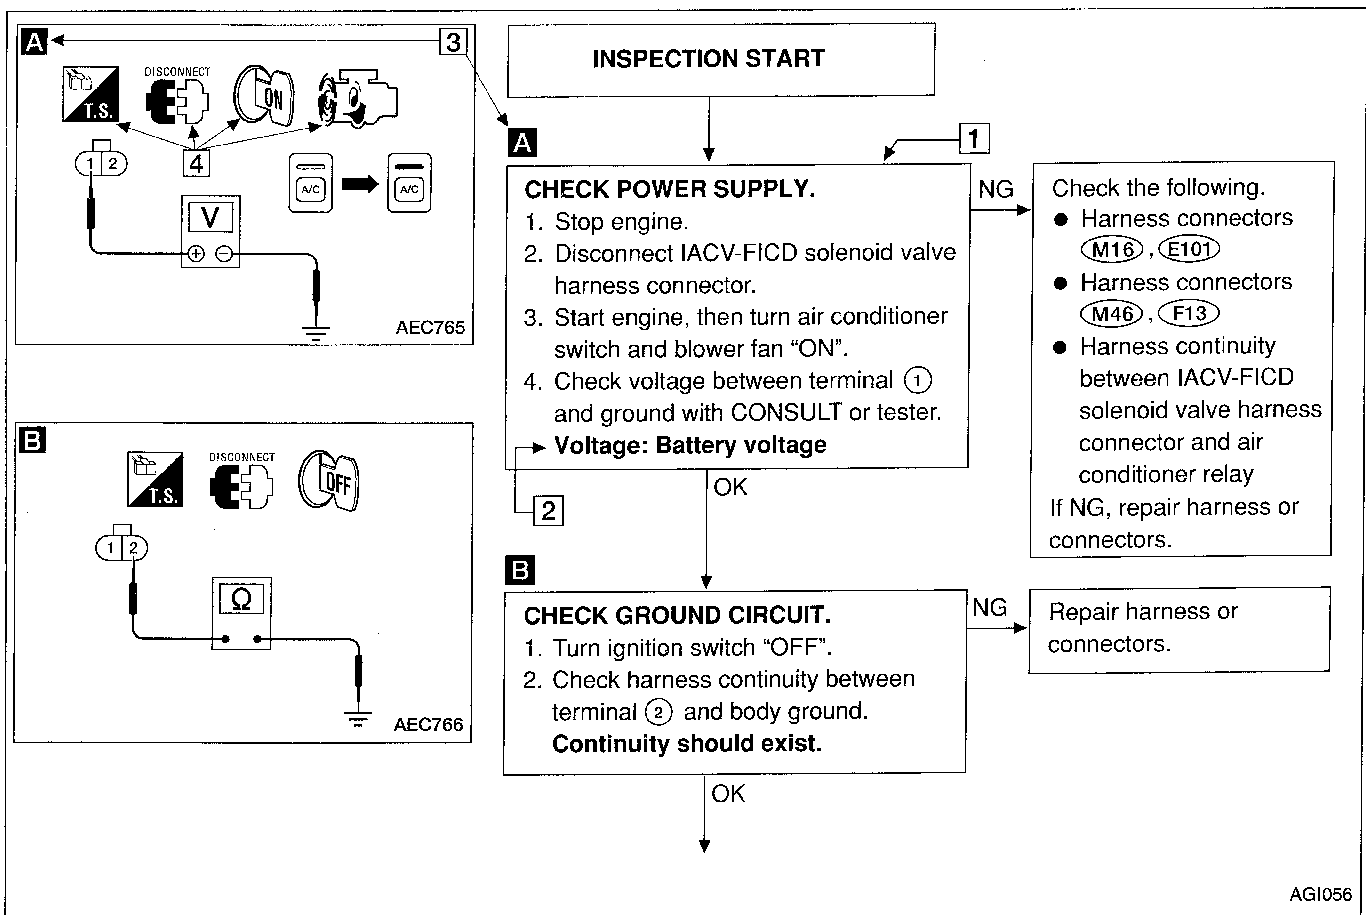 A
3
DISCONNECT
T.S.
ON
1 2
4
A/C
A/C
V
+ −
AEC765
B
DISCONNECT
T.S.
OFF
1 2
Ω
AEC766
INSPECTION START
A
1
CHECK POWER SUPPLY.
1. Stop engine.
2. Disconnect IACV-FICD solenoid valve
harness connector.
3. Start engine, then turn air conditioner
switch and blower fan “ON”.
4. Check voltage between terminal ①
and ground with CONSULT or tester.
Voltage: Battery voltage
2
NG
Check the following.
● Harness connectors
M16, E101
● Harness connectors
M46, F13
● Harness continuity
between IACV-FICD
solenoid valve harness
connector and air
conditioner relay
If NG, repair harness or
connectors.
OK
B
CHECK GROUND CIRCUIT.
1. Turn ignition switch “OFF”.
2. Check harness continuity between
terminal ② and body ground.
Continuity should exist.
NG
Repair harness or
connectors.
OK
AGI056